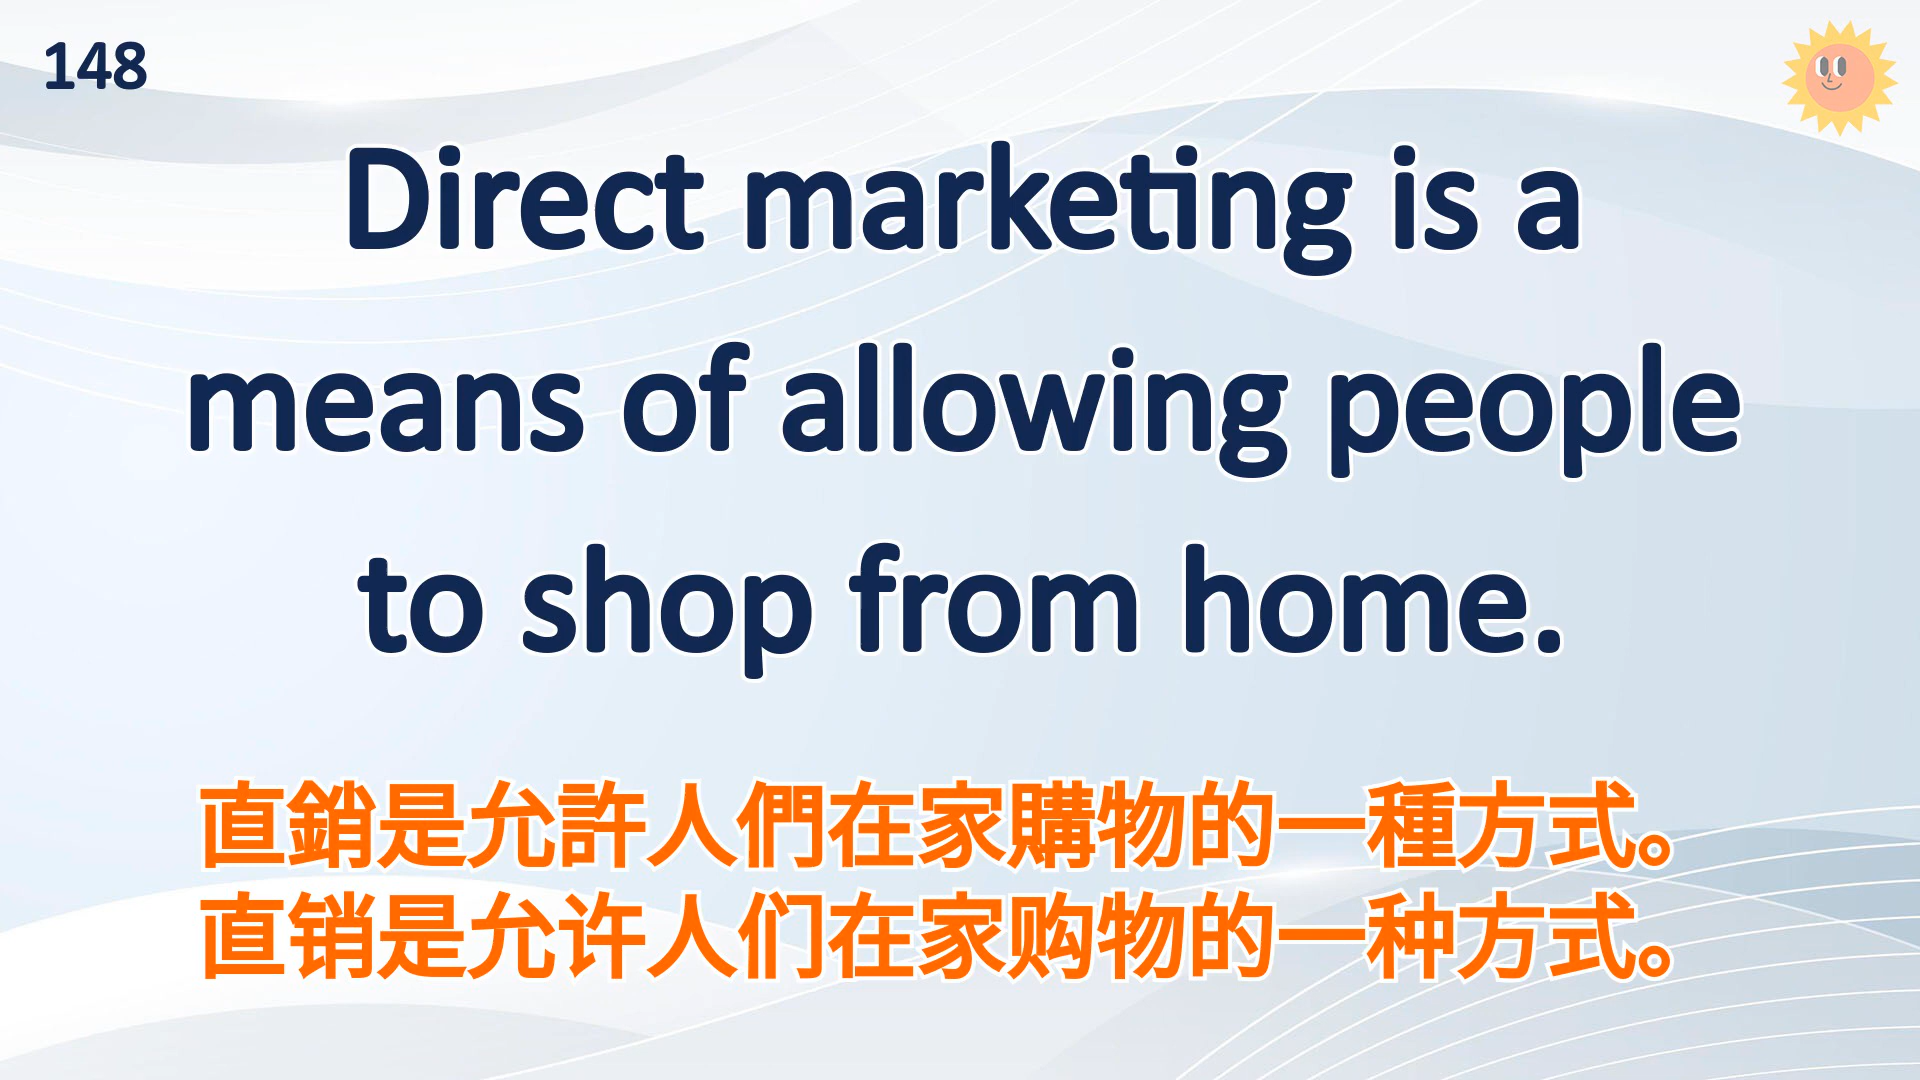 148
Direct marketing is a
means of allowing people
to shop from home.
直銷是允許人們在家購物的一種方式。
直销是允许人们在家购物的一种方式。